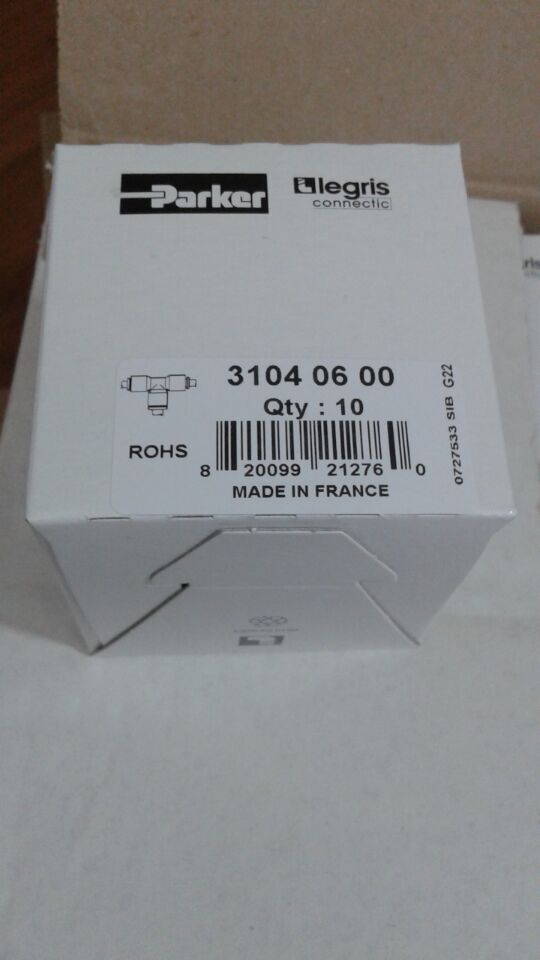 Parker
legris
connectic
3104 06 00
Qty : 10
ROHS
8 20099 21276 0
MADE IN FRANCE
0727533 SIB G22